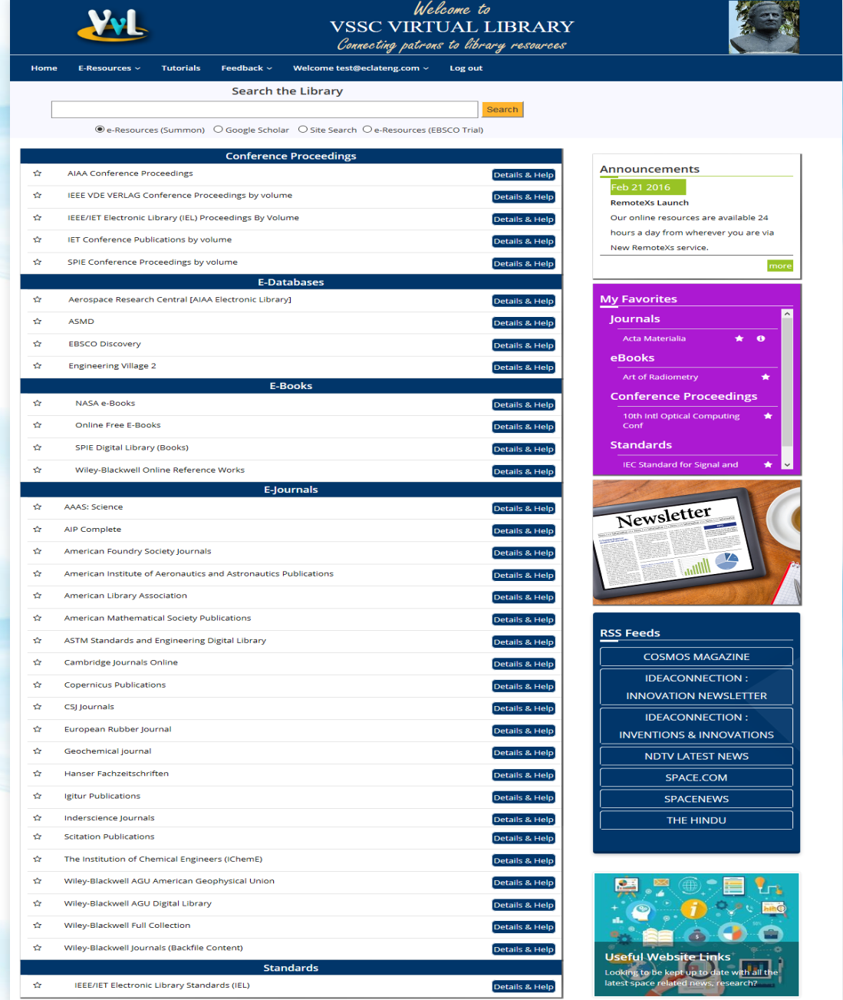 VvL
Welcome to
VSSC VIRTUAL LIBRARY
Connecting patrons to library resources
Home E-Resources Tutorials Feedback Welcome test@eclateng.com Log out
Search the Library
Search
e-Resources (Summon) Google Scholar Site Search e-Resources (EBSCO Trial)
Conference Proceedings
AIAA Conference Proceedings Details & Help
IEEE VDE VERLAG Conference Proceedings by volume Details & Help
IEEE/IET Electronic Library (IEL) Proceedings By Volume Details & Help
IET Conference Publications by volume Details & Help
SPIE Conference Proceedings by volume Details & Help
E-Databases
Aerospace Research Central [AIAA Electronic Library] Details & Help
ASMD Details & Help
EBSCO Discovery Details & Help
Engineering Village 2 Details & Help
E-Books
NASA e-Books Details & Help
Online Free E-Books Details & Help
SPIE Digital Library (Books) Details & Help
Wiley-Blackwell Online Reference Works Details & Help
E-Journals
AAAS: Science Details & Help
AIP Complete Details & Help
American Foundry Society Journals Details & Help
American Institute of Aeronautics and Astronautics Publications Details & Help
American Library Association Details & Help
American Mathematical Society Publications Details & Help
ASTM Standards and Engineering Digital Library Details & Help
Cambridge Journals Online Details & Help
Copernicus Publications Details & Help
CSJ Journals Details & Help
European Rubber Journal Details & Help
Geochemical journal Details & Help
Hanser Fachzeitschriften Details & Help
Igitur Publications Details & Help
Inderscience Journals Details & Help
Scitation Publications Details & Help
The Institution of Chemical Engineers (IChemE) Details & Help
Wiley-Blackwell AGU American Geophysical Union Details & Help
Wiley-Blackwell AGU Digital Library Details & Help
Wiley-Blackwell Full Collection Details & Help
Wiley-Blackwell Journals (Backfile Content) Details & Help
Standards
IEEE/IET Electronic Library Standards (IEL) Details & Help
Announcements
Feb 21 2016
RemoteXs Launch
Our online resources are available 24
hours a day from wherever you are via
New RemoteXs service.
more
My Favorites
Journals
Acta Materialia
eBooks
Art of Radiometry
Conference Proceedings
10th Intl Optical Computing
Conf
Standards
IEC Standard for Signal and
Newsletter
RSS Feeds
COSMOS MAGAZINE
IDEACONNECTION :
INNOVATION NEWSLETTER
IDEACONNECTION :
INVENTIONS & INNOVATIONS
NDTV LATEST NEWS
SPACE.COM
SPACENEWS
THE HINDU
Useful Website Links
Looking to be kept up to date with all the
latest space related news, research?